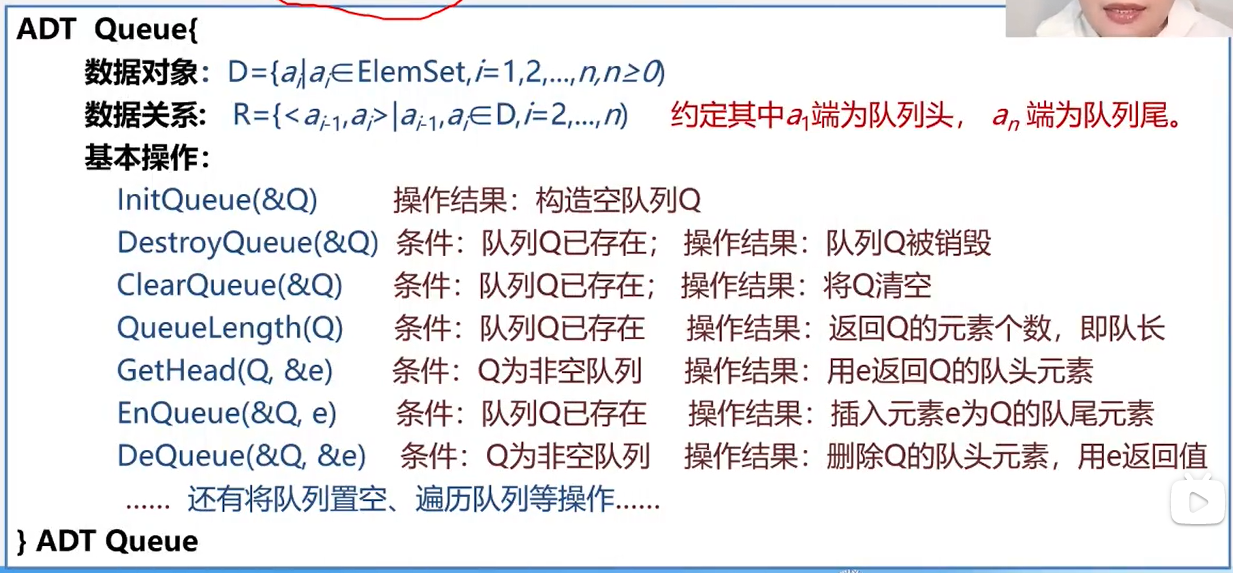 ADT Queue{
数据对象：D={aᵢ|aᵢ∈ElemSet,i=1,2,...,n,n≥0)
数据关系: R={<aᵢ₋₁,aᵢ>|aᵢ₋₁,aᵢ∈D,i=2,...,n) 约定其中a₁端为队列头， aₙ 端为队列尾。
基本操作：
InitQueue(&Q) 操作结果：构造空队列Q
DestroyQueue(&Q) 条件：队列Q已存在； 操作结果：队列Q被销毁
ClearQueue(&Q) 条件：队列Q已存在； 操作结果：将Q清空
QueueLength(Q) 条件：队列Q已存在 操作结果：返回Q的元素个数，即队长
GetHead(Q, &e) 条件：Q为非空队列 操作结果：用e返回Q的队头元素
EnQueue(&Q, e) 条件：队列Q已存在 操作结果：插入元素e为Q的队尾元素
DeQueue(&Q, &e) 条件：Q为非空队列 操作结果：删除Q的队头元素，用e返回值
...... 还有将队列置空、遍历队列等操作......
} ADT Queue